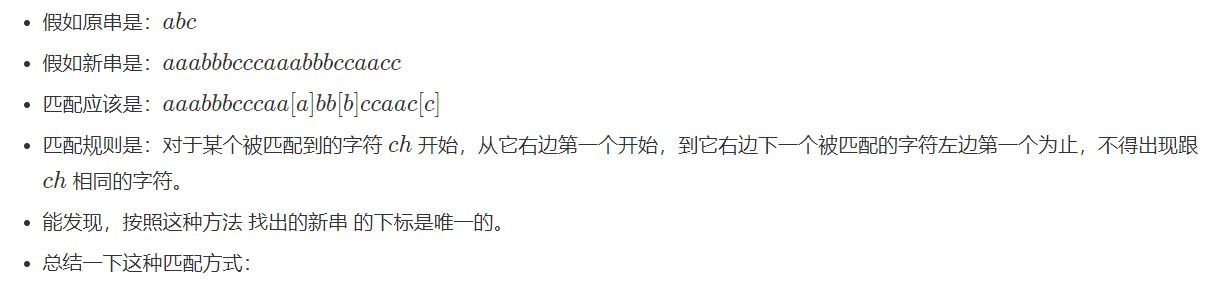 • 假如原串是：abc
• 假如新串是：aaabbbcccaaabbbccaacc
• 匹配应该是：aaabbbcccaa[a]bb[b]ccaac[c]
• 匹配规则是：对于某个被匹配到的字符 ch 开始，从它右边第一个开始，到它右边下一个被匹配的字符左边第一个为止，不得出现跟
ch 相同的字符。
• 能发现，按照这种方法 找出的新串 的下标是唯一的。
• 总结一下这种匹配方式：